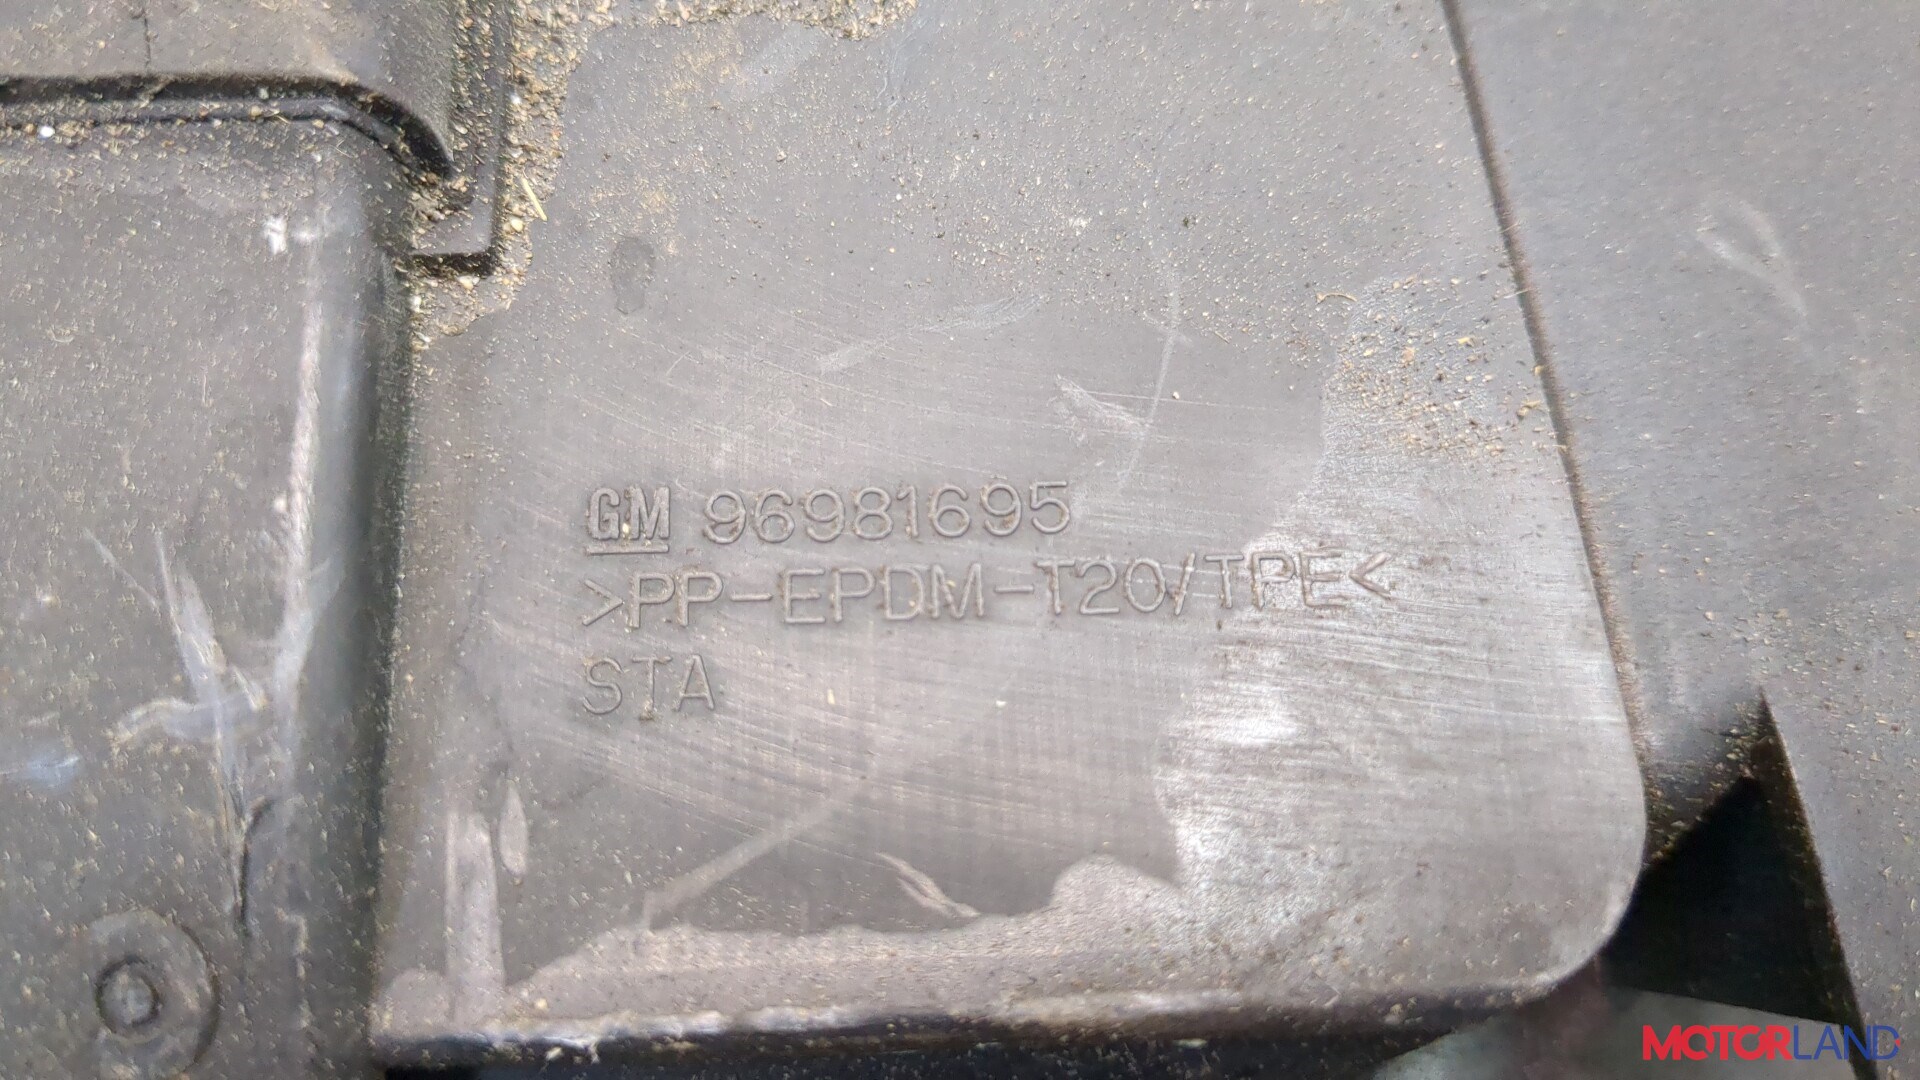 GM 96981695
>PP-EPDM-T20/TPE<
STA
MOTORLAND